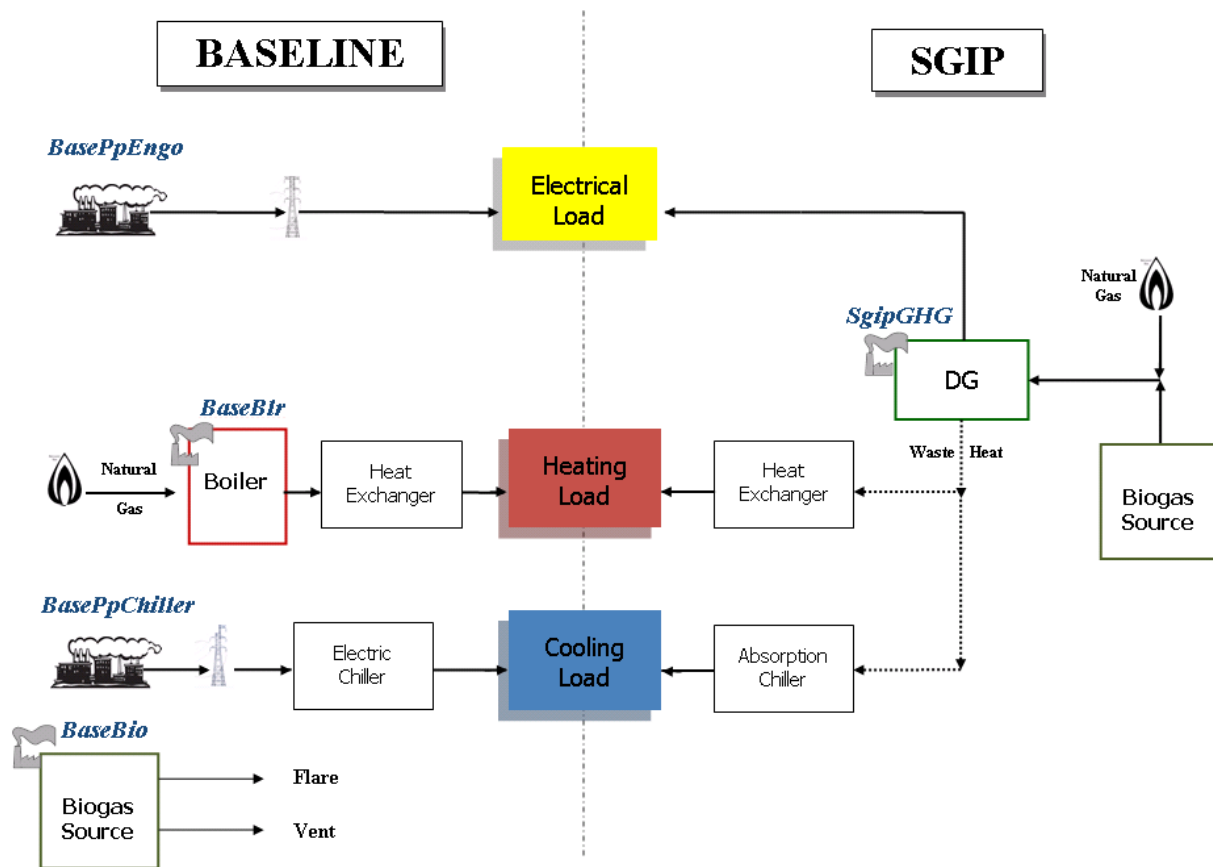 BASELINE
SGIP
BasePpEngo
Electrical
Load
Natural
Gas
SgipGHG
DG
BaseBlr
Natural
Gas
Boiler
Heat
Exchanger
Heating
Load
Heat
Exchanger
Waste Heat
Biogas
Source
BasePpChiller
Electric
Chiller
Cooling
Load
Absorption
Chiller
BaseBio
Biogas
Source
Flare
Vent